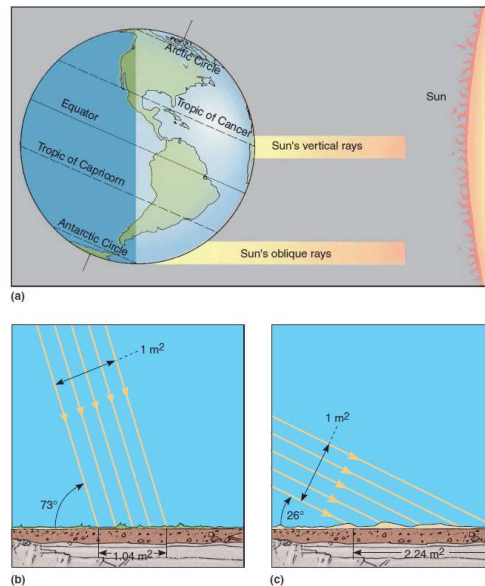 Arctic Circle
Sun
Tropic of Cancer
Equator
Sun's vertical rays
Tropic of Capricorn
Antarctic Circle
Sun's oblique rays
(a)
1 m²
73°
1.04 m²
(b)
1 m²
26°
2.24 m²
(c)